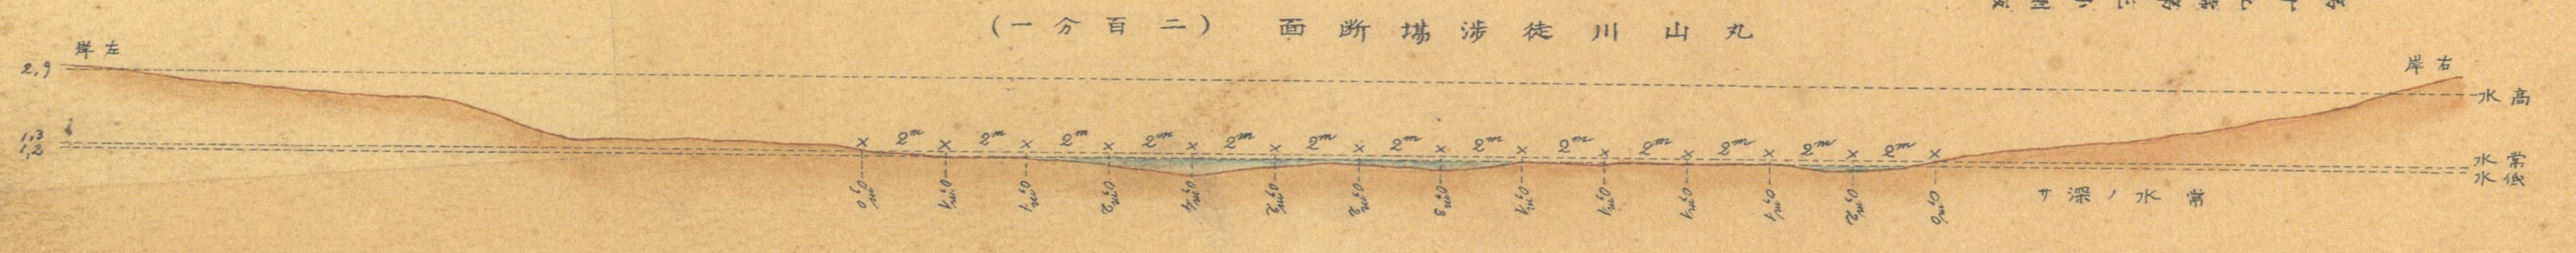 丸山川徒渉場断面 (二百分一)
左岸
右岸
2,9
高水
1,3
1,2
常水
低水
× 2m × 2m × 2m × 2m × 2m × 2m × 2m × 2m × 2m × 2m × 2m × 2m × 2m ×
0,0m
0,1m
0,1m
0,2m
0,4m
0,2m
0,2m
0,3m
0,1m
0,1m
0,1m
0,1m
0,2m
0,0m
常水ノ深サ